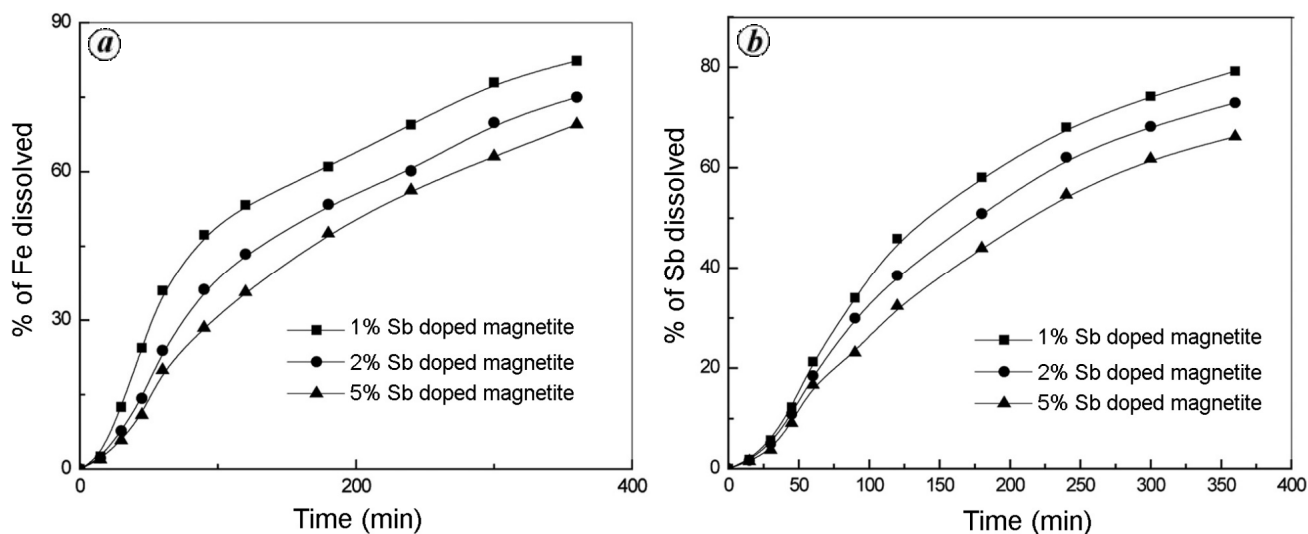 a
90
60
30
0
% of Fe dissolved
1% Sb doped magnetite
2% Sb doped magnetite
5% Sb doped magnetite
0 200 400
Time (min)
b
80
60
40
20
0
% of Sb dissolved
1% Sb doped magnetite
2% Sb doped magnetite
5% Sb doped magnetite
0 50 100 150 200 250 300 350 400
Time (min)